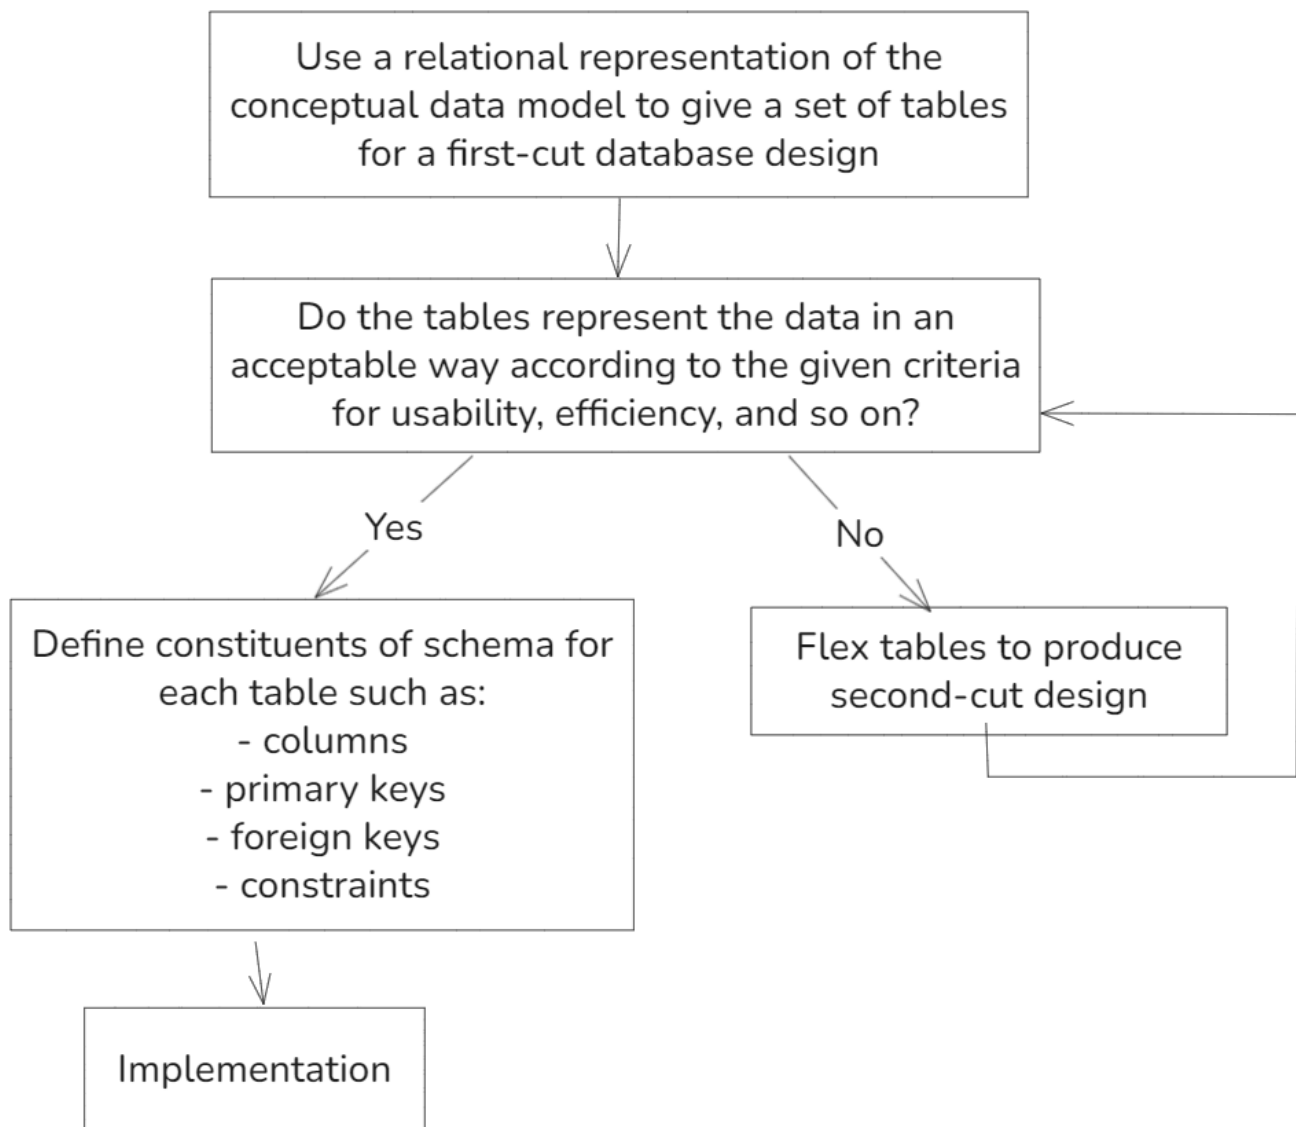 Use a relational representation of the
conceptual data model to give a set of tables
for a first-cut database design
Do the tables represent the data in an
acceptable way according to the given criteria
for usability, efficiency, and so on?
Yes
No
Define constituents of schema for
each table such as:
- columns
- primary keys
- foreign keys
- constraints
Flex tables to produce
second-cut design
Implementation